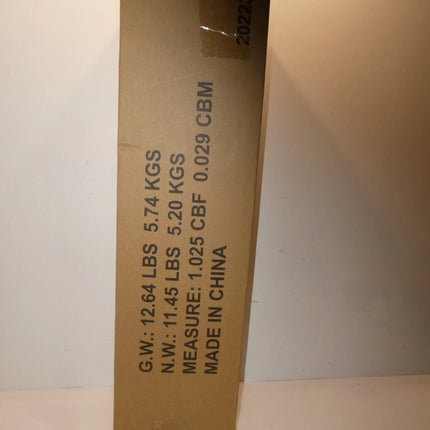 G.W.: 12.64 LBS 5.74 KGS
N.W.: 11.45 LBS 5.20 KGS
MEASURE: 1.025 CBF 0.029 CBM
MADE IN CHINA